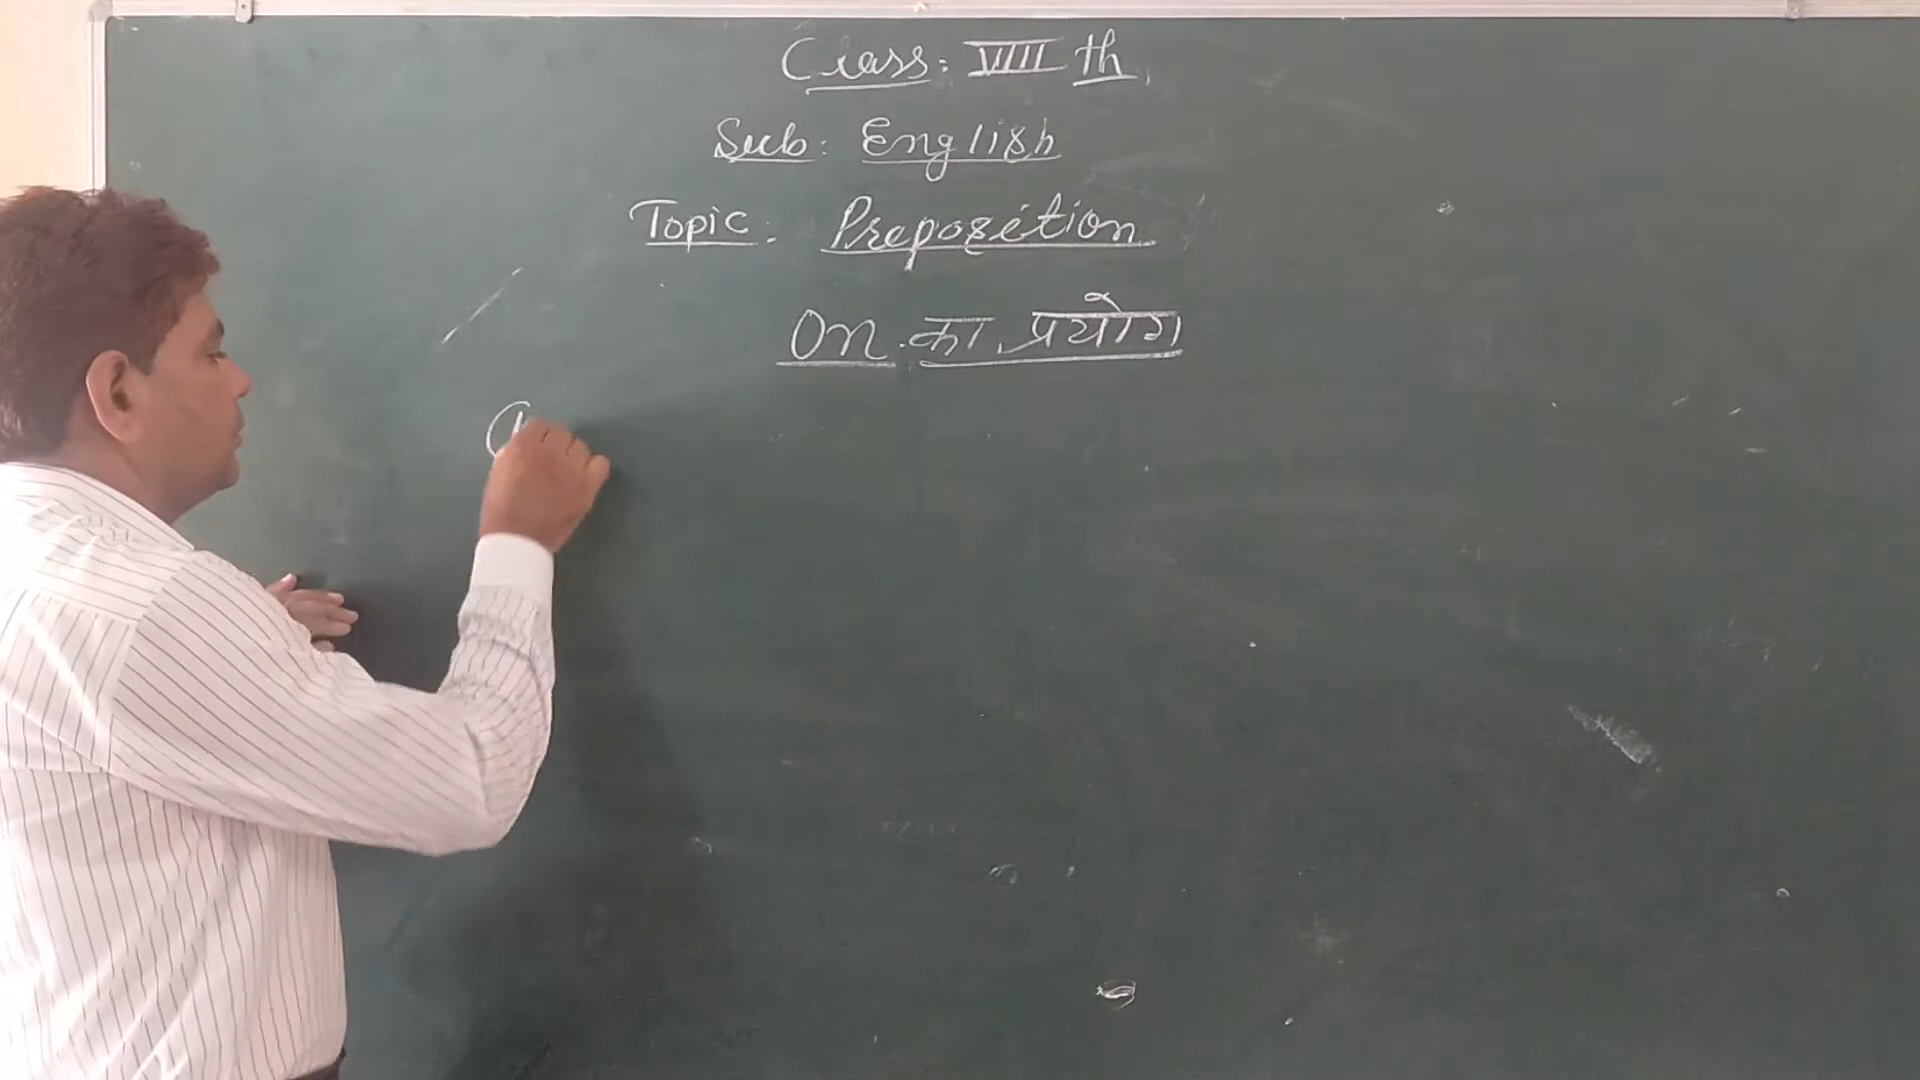 Class: VIII th
Sub: English
Topic: Preposition
On का प्रयोग